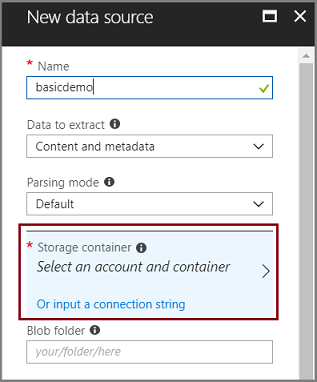 New data source
* Name
basicdemo
Data to extract
Content and metadata
Parsing mode
Default
* Storage container
Select an account and container
Or input a connection string
Blob folder
your/folder/here